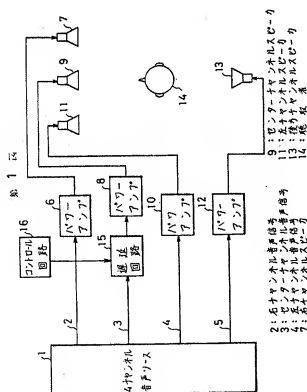 第 1 図
16
コントロール
回路
7
9
11
13
14
6
パワー
アンプ
8
パワー
アンプ
15
遅延
回路
10
パワー
アンプ
12
パワー
アンプ
2
3
4
5
1
4チャンネル
音声ソース
2:右チャンネル音声信号
3:センターチャンネル音声信号
4:左チャンネル音声信号
7:右チャンネルスピーカ
9:センターチャンネルスピーカ
11:左チャンネルスピーカ
13:後方チャンネルスピーカ
14:聴取者